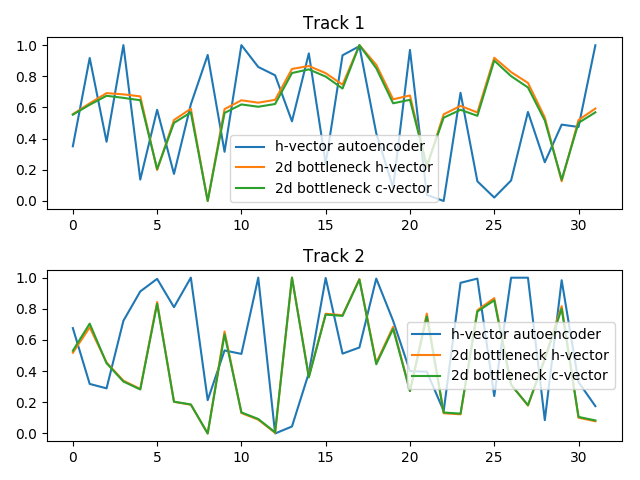 Track 1
1.0
0.8
0.6
0.4
0.2
0.0
h-vector autoencoder
2d bottleneck h-vector
2d bottleneck c-vector
0 5 10 15 20 25 30
Track 2
1.0
0.8
0.6
0.4
0.2
0.0
h-vector autoencoder
2d bottleneck h-vector
2d bottleneck c-vector
0 5 10 15 20 25 30